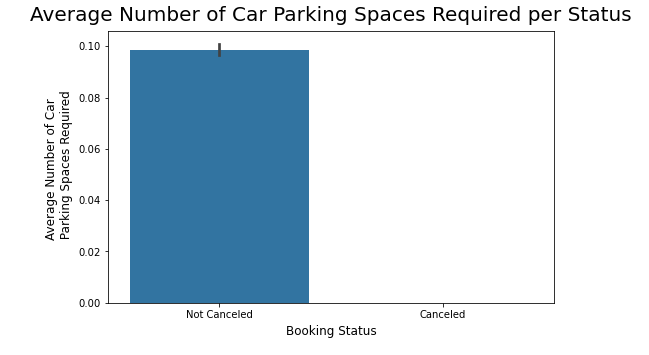 Average Number of Car Parking Spaces Required per Status
Average Number of Car
Parking Spaces Required
0.10
0.08
0.06
0.04
0.02
0.00
Not Canceled
Canceled
Booking Status